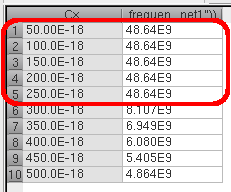 Cx frequen...net1"))
1 50.00E-18 48.64E9
2 100.0E-18 48.64E9
3 150.0E-18 48.64E9
4 200.0E-18 48.64E9
5 250.0E-18 48.64E9
6 300.0E-18 8.107E9
7 350.0E-18 6.949E9
8 400.0E-18 6.080E9
9 450.0E-18 5.405E9
10 500.0E-18 4.864E9